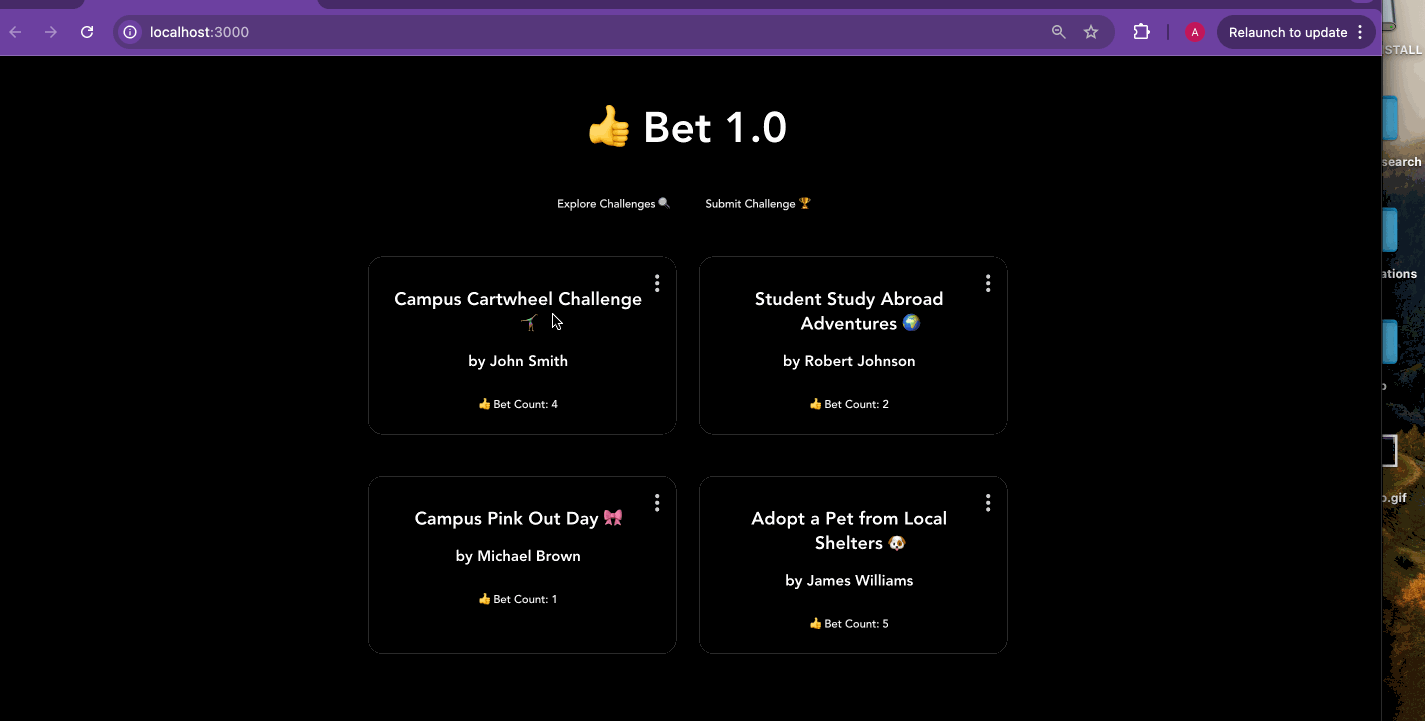 localhost:3000
A
Relaunch to update
STALL
👍 Bet 1.0
Explore Challenges 🔍 Submit Challenge 🏆
search
Campus Cartwheel Challenge
🤸
by John Smith
👍 Bet Count: 4
Student Study Abroad
Adventures 🌍
by Robert Johnson
👍 Bet Count: 2
ations
Campus Pink Out Day 🎀
by Michael Brown
👍 Bet Count: 1
Adopt a Pet from Local
Shelters 🐶
by James Williams
👍 Bet Count: 5
o.gif